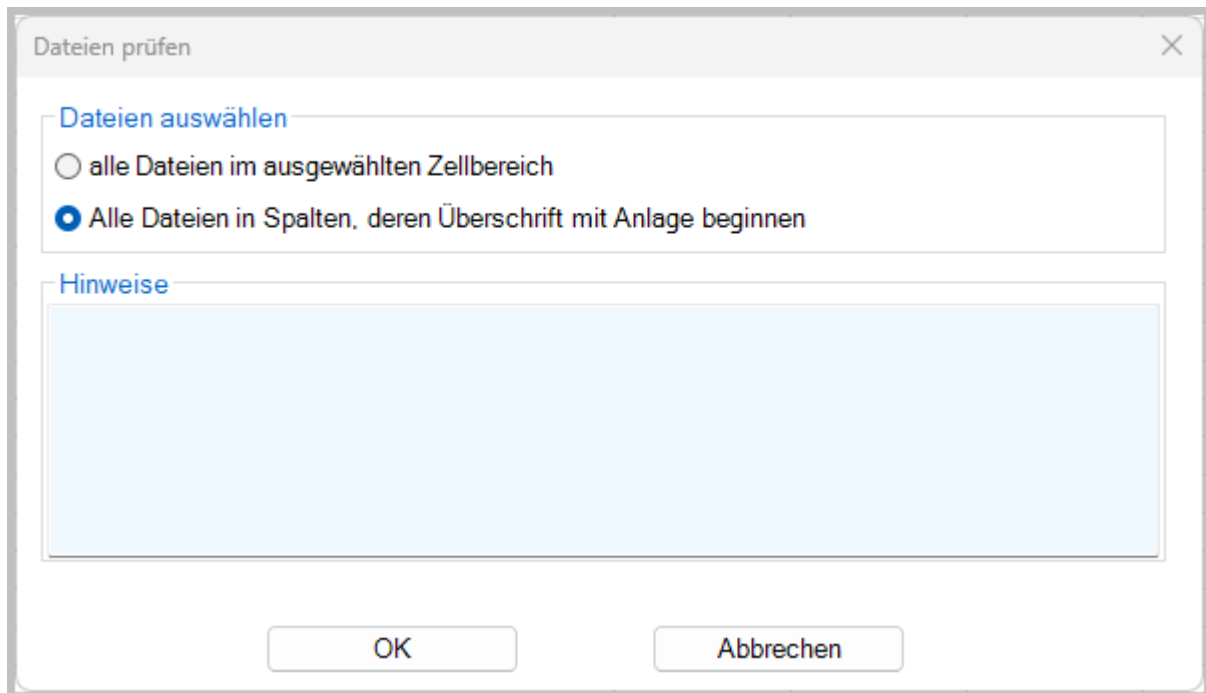 Dateien prüfen
Dateien auswählen
alle Dateien im ausgewählten Zellbereich
Alle Dateien in Spalten, deren Überschrift mit Anlage beginnen
Hinweise
OK
Abbrechen